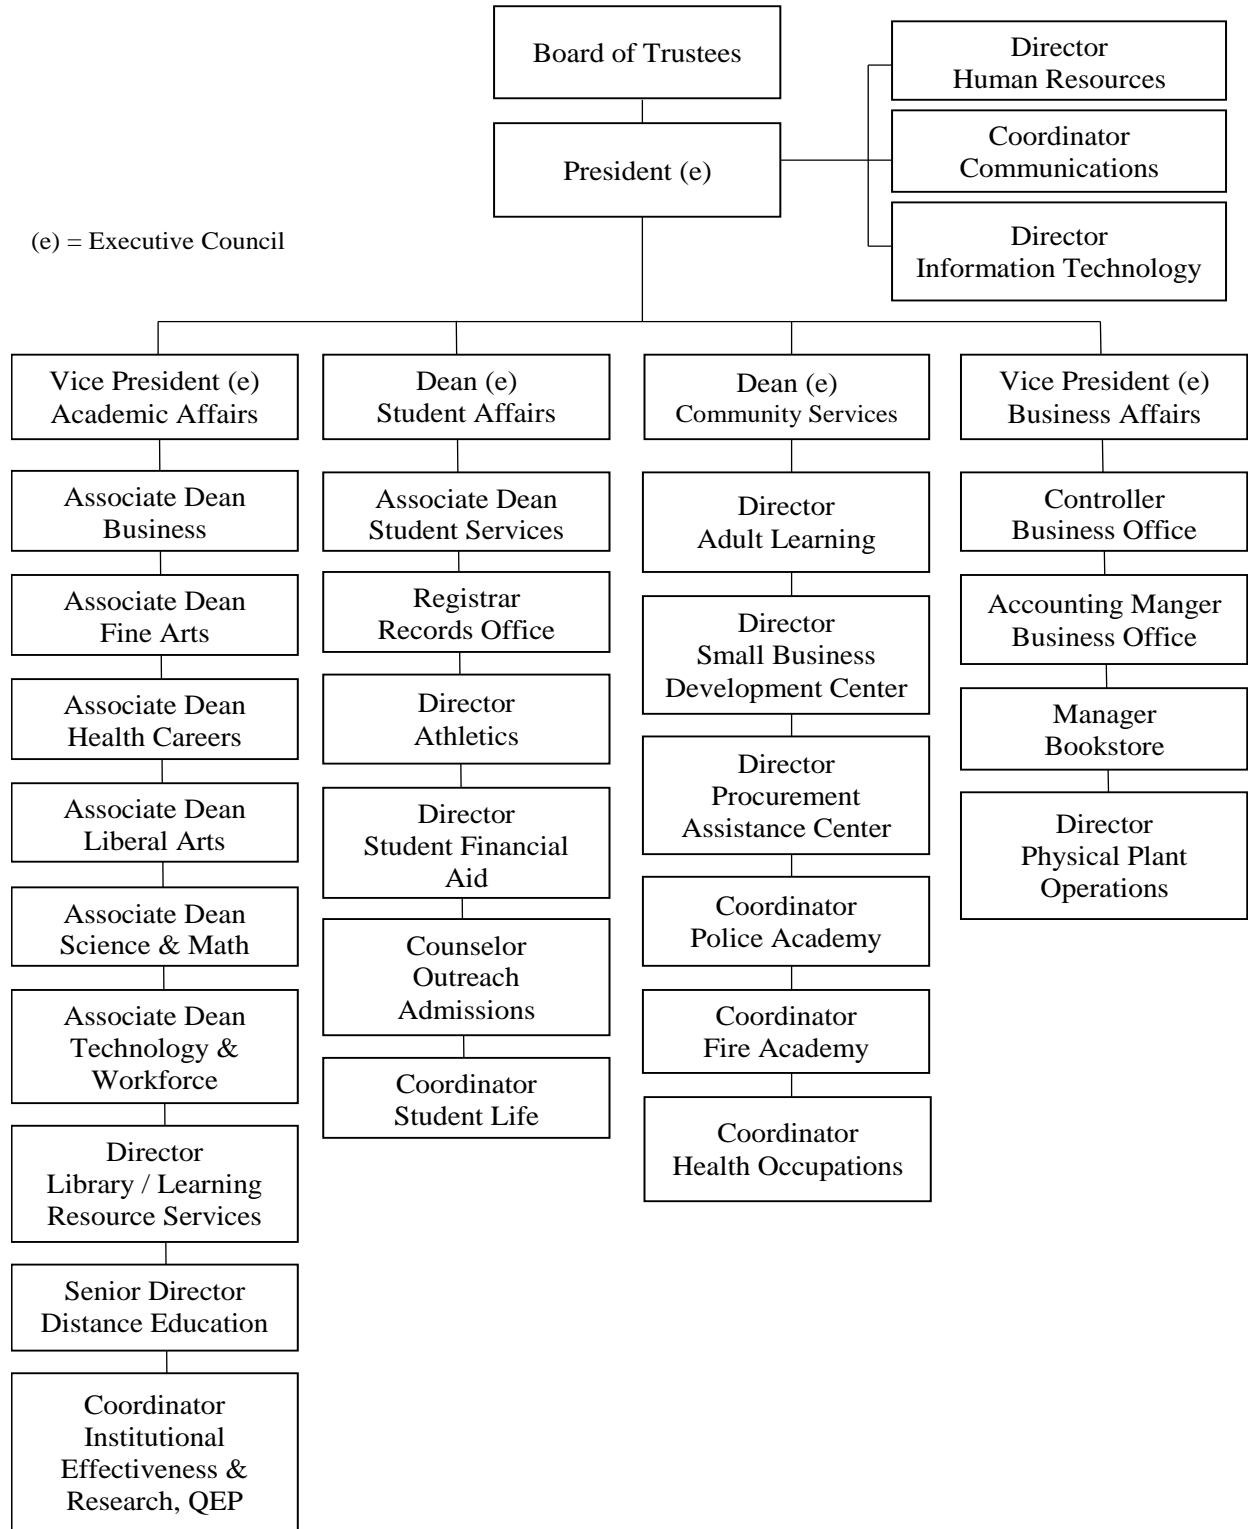 Board of Trustees
Director
Human Resources
President (e)
Coordinator
Communications
Director
Information Technology
(e) = Executive Council
Vice President (e)
Academic Affairs
Associate Dean
Business
Associate Dean
Fine Arts
Associate Dean
Health Careers
Associate Dean
Liberal Arts
Associate Dean
Science & Math
Associate Dean
Technology &
Workforce
Director
Library / Learning
Resource Services
Senior Director
Distance Education
Coordinator
Institutional
Effectiveness &
Research, QEP
Dean (e)
Student Affairs
Associate Dean
Student Services
Registrar
Records Office
Director
Athletics
Director
Student Financial
Aid
Counselor
Outreach
Admissions
Coordinator
Student Life
Dean (e)
Community Services
Director
Adult Learning
Director
Small Business
Development Center
Director
Procurement
Assistance Center
Coordinator
Police Academy
Coordinator
Fire Academy
Coordinator
Health Occupations
Vice President (e)
Business Affairs
Controller
Business Office
Accounting Manger
Business Office
Manager
Bookstore
Director
Physical Plant
Operations